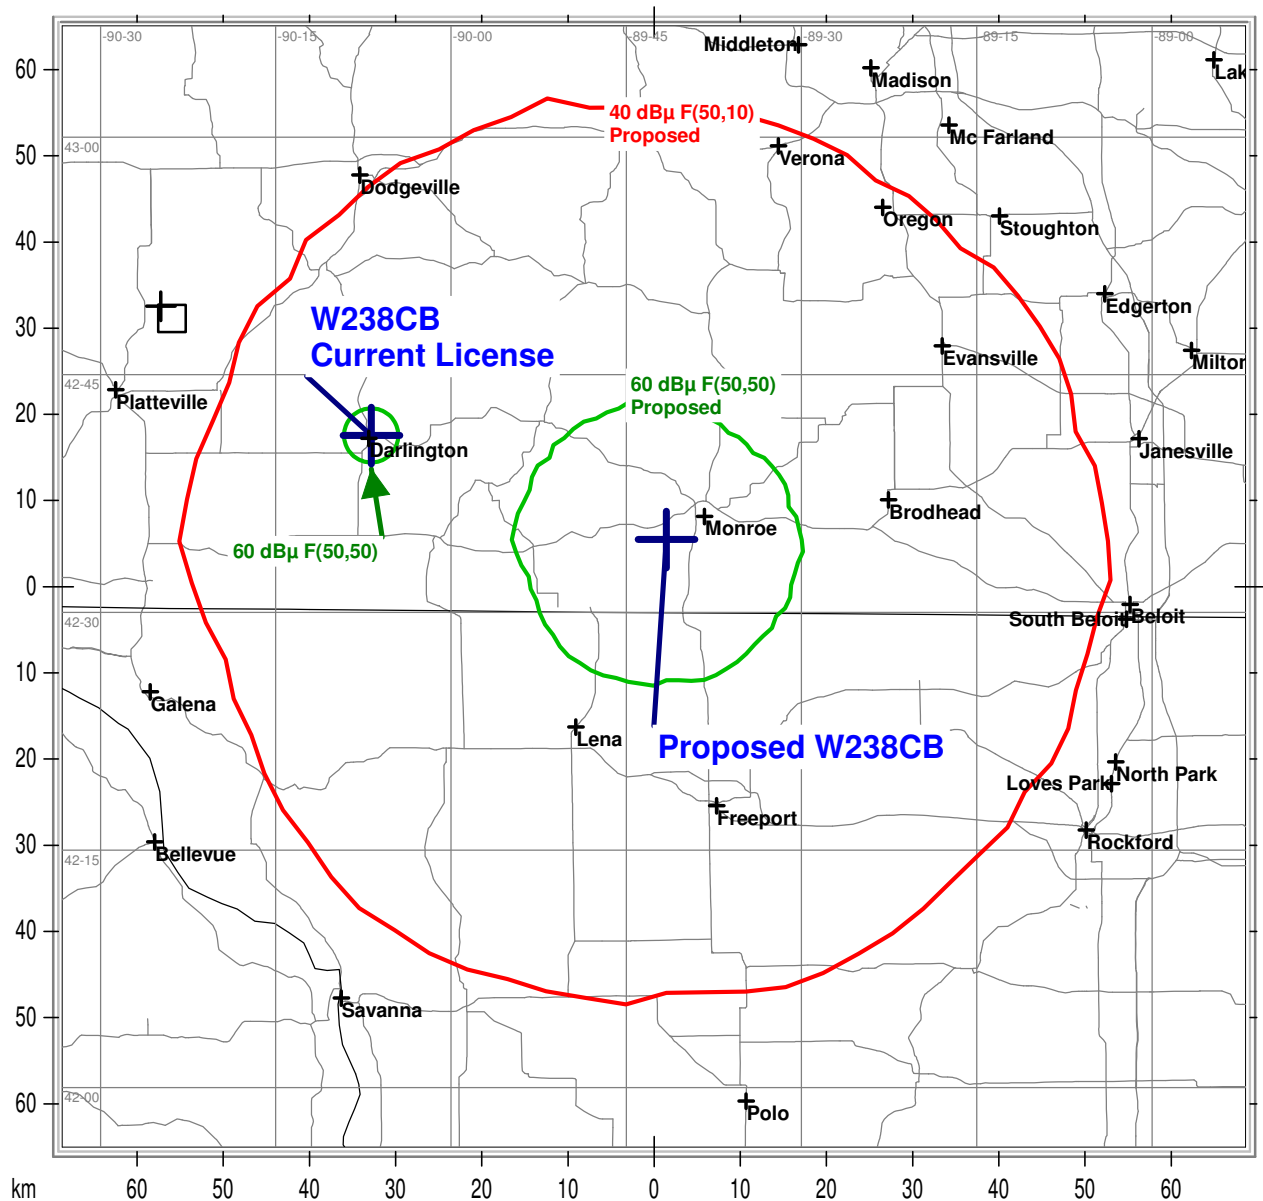 -90-30
-90-15
-90-00
-89-45
-89-30
-89-15
-89-00
Middleton
Madison
Lak
60
40 dBµ F(50,10)
Proposed
Mc Farland
43-00
50
Verona
Dodgeville
Oregon
Stoughton
40
Edgerton
W238CB
Current License
30
Evansville
Milton
42-45
60 dBµ F(50,50)
Proposed
Platteville
20
Darlington
Janesville
10
Brodhead
Monroe
60 dBµ F(50,50)
0
South Beloit
Beloit
42-30
10
Galena
Lena
Proposed W238CB
20
North Park
Loves Park
Freeport
30
Rockford
Bellevue
42-15
40
Savanna
50
42-00
60
Polo
km
60
50
40
30
20
10
0
10
20
30
40
50
60